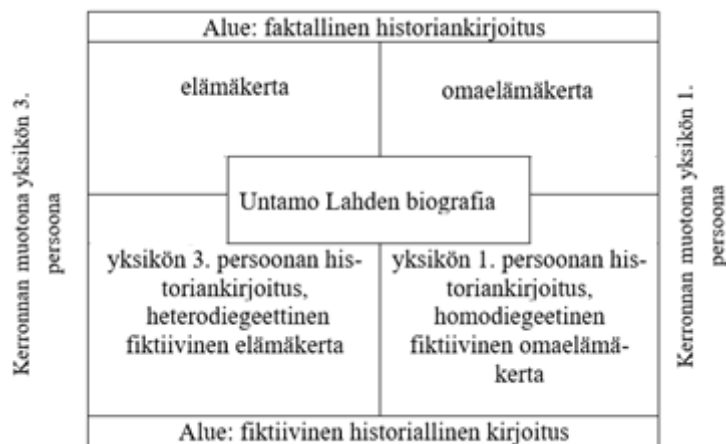 Alue: faktallinen historiankirjoitus
Kerronnan muotona yksikön 3.
persoona
elämäkerta
omaelämäkerta
Kerronnan muotona yksikön 1.
persoona
Untamo Lahden biografia
yksikön 3. persoonan his-
toriankirjoitus,
heterodiegeettinen
fiktiivinen elämäkerta
yksikön 1. persoonan his-
toriankirjoitus,
homodiegeetinen
fiktiivinen omaelämä-
kerta
Alue: fiktiivinen historiallinen kirjoitus